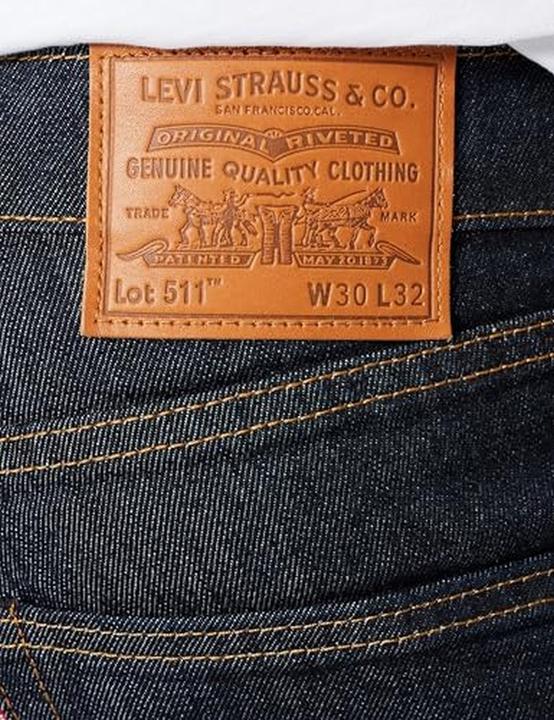 LEVI STRAUSS & CO.
SAN FRANCISCO.CAL.
ORIGINAL RIVETED
GENUINE QUALITY CLOTHING
TRADE MARK
PATENTED MAY 20 1873
Lot 511™ W30 L32